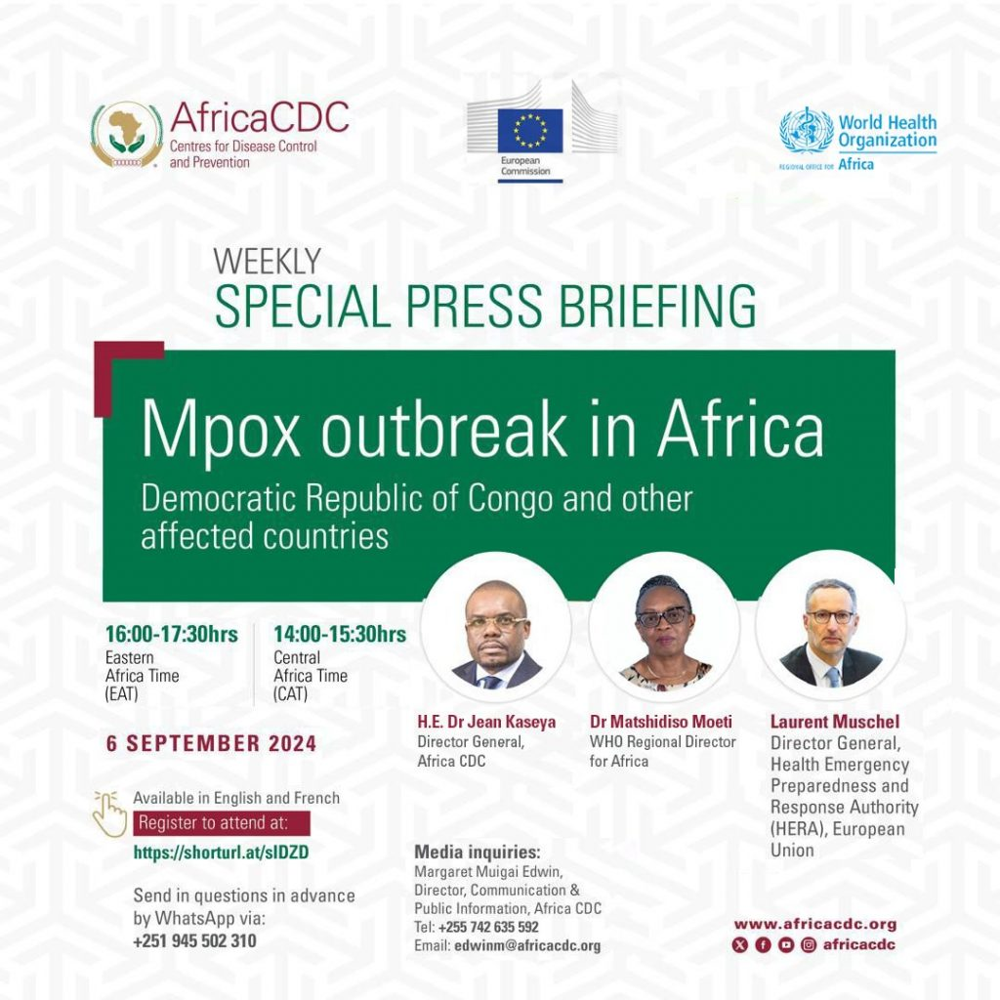 AfricaCDC
Centres for Disease Control
and Prevention
European
Commission
World Health
Organization
REGIONAL OFFICE FOR Africa
WEEKLY
SPECIAL PRESS BRIEFING
Mpox outbreak in Africa
Democratic Republic of Congo and other
affected countries
16:00-17:30hrs
Eastern
Africa Time
(EAT)
14:00-15:30hrs
Central
Africa Time
(CAT)
6 SEPTEMBER 2024
H.E. Dr Jean Kaseya
Director General,
Africa CDC
Dr Matshidiso Moeti
WHO Regional Director
for Africa
Laurent Muschel
Director General,
Health Emergency
Preparedness and
Response Authority
(HERA), European
Union
Available in English and French
Register to attend at:
https://shorturl.at/sIDZD
Send in questions in advance
by WhatsApp via:
+251 945 502 310
Media inquiries:
Margaret Muigai Edwin,
Director, Communication &
Public Information, Africa CDC
Tel: +255 742 635 592
Email: edwinm@africacdc.org
www.africacdc.org
africacdc